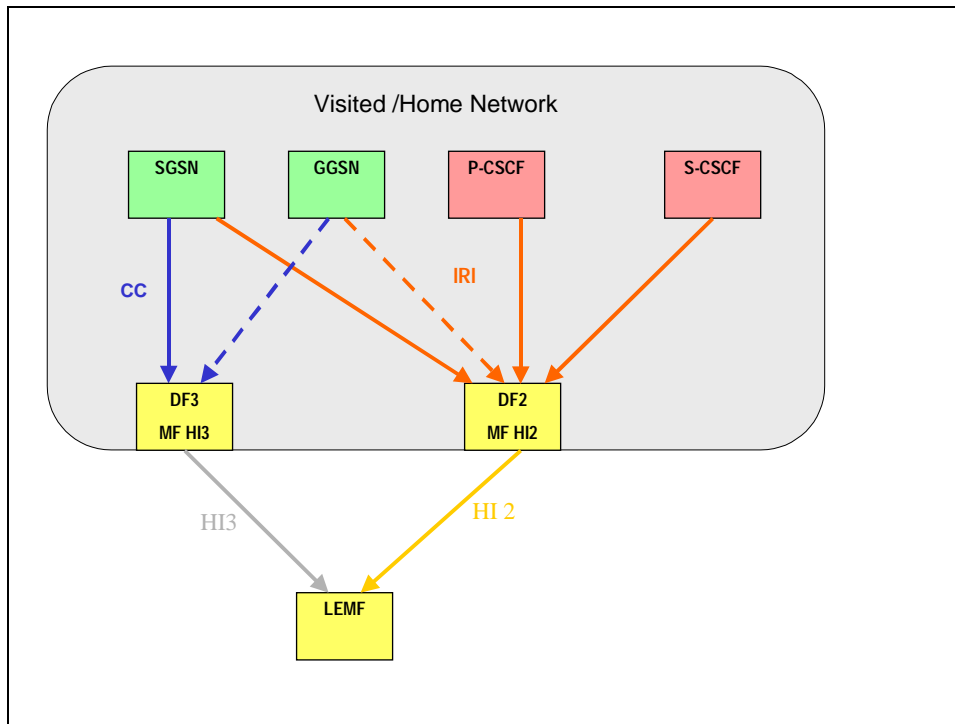 Visited /Home Network
SGSN
GGSN
P-CSCF
S-CSCF
CC
IRI
DF3
MF HI3
DF2
MF HI2
HI3
HI 2
LEMF